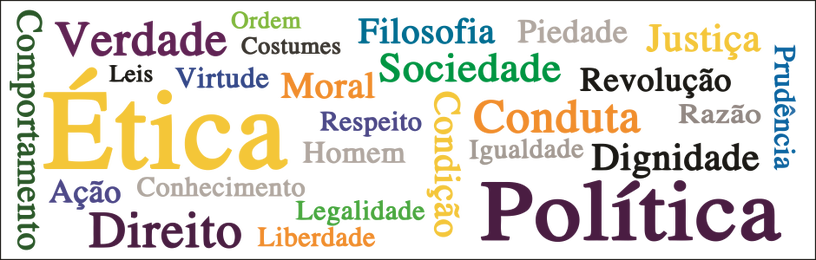 Comportamento
Verdade
Ordem
Costumes
Filosofia
Piedade
Justiça
Prudência
Leis
Virtude
Moral
Sociedade
Revolução
Ética
Respeito
Homem
Condição
Conduta
Razão
Igualdade
Dignidade
Ação
Conhecimento
Direito
Legalidade
Liberdade
Política